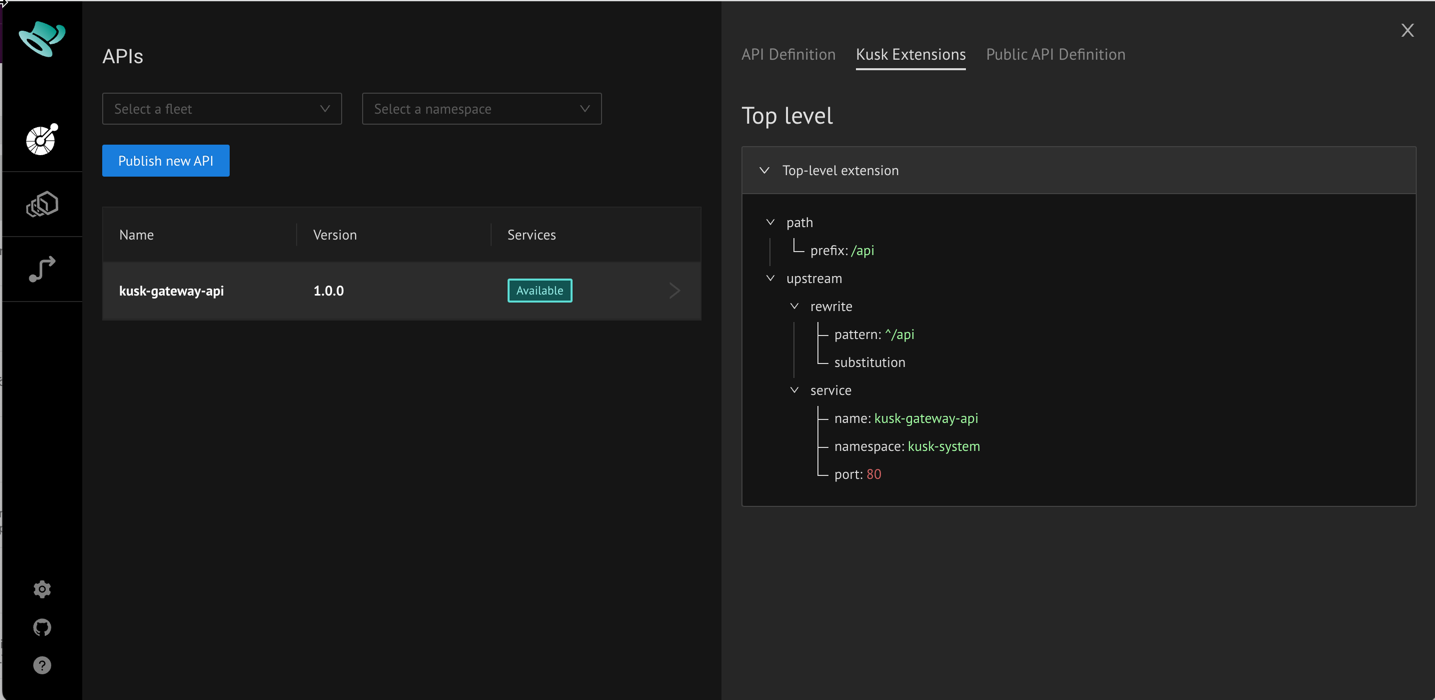 APIs
Select a fleet
Select a namespace
Publish new API
Name Version Services
kusk-gateway-api 1.0.0 Available
API Definition Kusk Extensions Public API Definition
Top level
Top-level extension
path
prefix: /api
upstream
rewrite
pattern: ^/api
substitution
service
name: kusk-gateway-api
namespace: kusk-system
port: 80